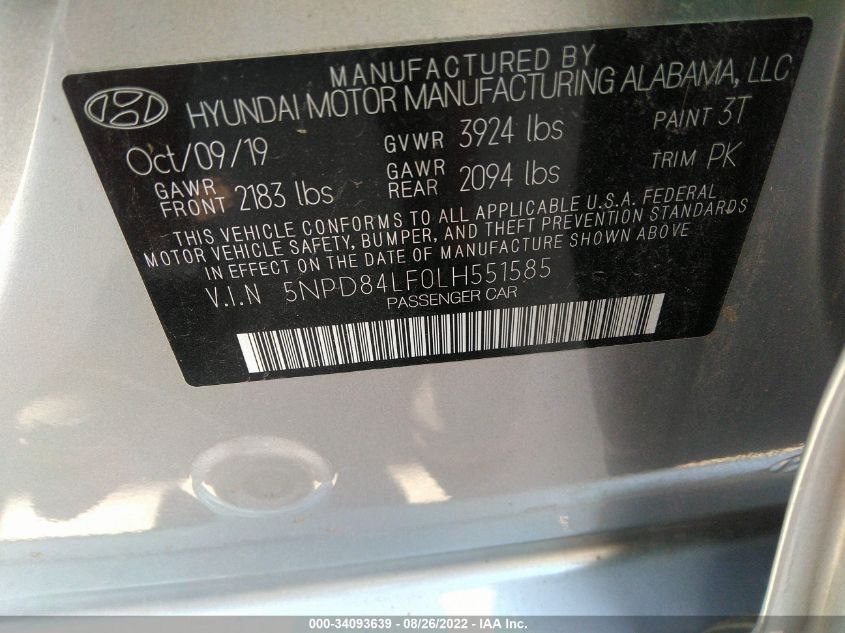 MANUFACTURED BY
HYUNDAI MOTOR MANUFACTURING ALABAMA, LLC
Oct/09/19 GVWR 3924 lbs PAINT 3T
GAWR FRONT 2183 lbs GAWR REAR 2094 lbs TRIM PK
THIS VEHICLE CONFORMS TO ALL APPLICABLE U.S.A. FEDERAL
MOTOR VEHICLE SAFETY, BUMPER, AND THEFT PREVENTION STANDARDS
IN EFFECT ON THE DATE OF MANUFACTURE SHOWN ABOVE
V.I.N 5NPD84LF0LH551585
PASSENGER CAR
000-34093639 - 08/26/2022 - IAA Inc.